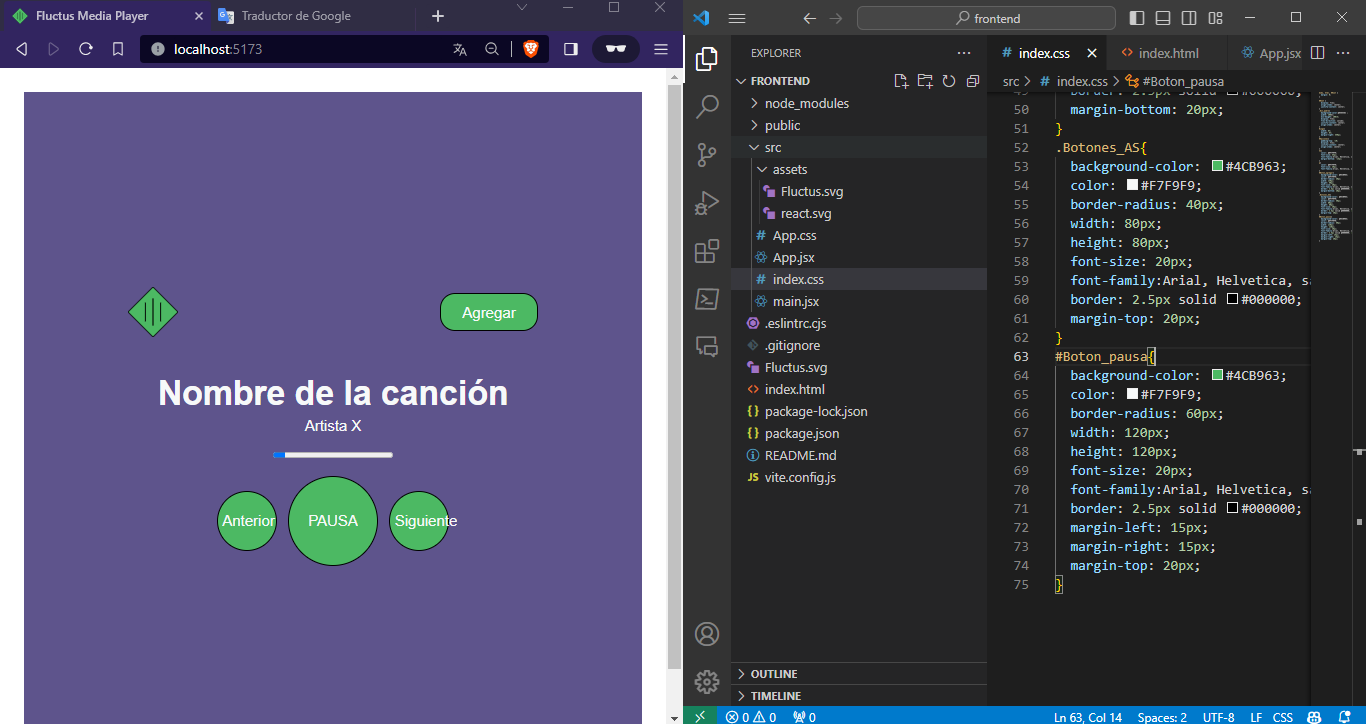 Fluctus Media Player
Traductor de Google
localhost:5173
Agregar
Nombre de la canción
Artista X
Anterior
PAUSA
Siguiente
frontend
EXPLORER
FRONTEND
node_modules
public
src
assets
Fluctus.svg
react.svg
# App.css
App.jsx
# index.css
main.jsx
.eslintrc.cjs
.gitignore
Fluctus.svg
<> index.html
{} package-lock.json
{} package.json
README.md
JS vite.config.js
OUTLINE
TIMELINE
# index.css
<> index.html
App.jsx
src > # index.css > #Boton_pausa
49 border: 2.5px solid #000000;
50 margin-bottom: 20px;
51 }
52 .Botones_AS{
53 background-color: #4CB963;
54 color: #F7F9F9;
55 border-radius: 40px;
56 width: 80px;
57 height: 80px;
58 font-size: 20px;
59 font-family:Arial, Helvetica, sa
60 border: 2.5px solid #000000;
61 margin-top: 20px;
62 }
63 #Boton_pausa{
64 background-color: #4CB963;
65 color: #F7F9F9;
66 border-radius: 60px;
67 width: 120px;
68 height: 120px;
69 font-size: 20px;
70 font-family:Arial, Helvetica, sa
71 border: 2.5px solid #000000;
72 margin-left: 15px;
73 margin-right: 15px;
74 margin-top: 20px;
75 }
0 0 0
Ln 63, Col 14 Spaces: 2 UTF-8 LF CSS